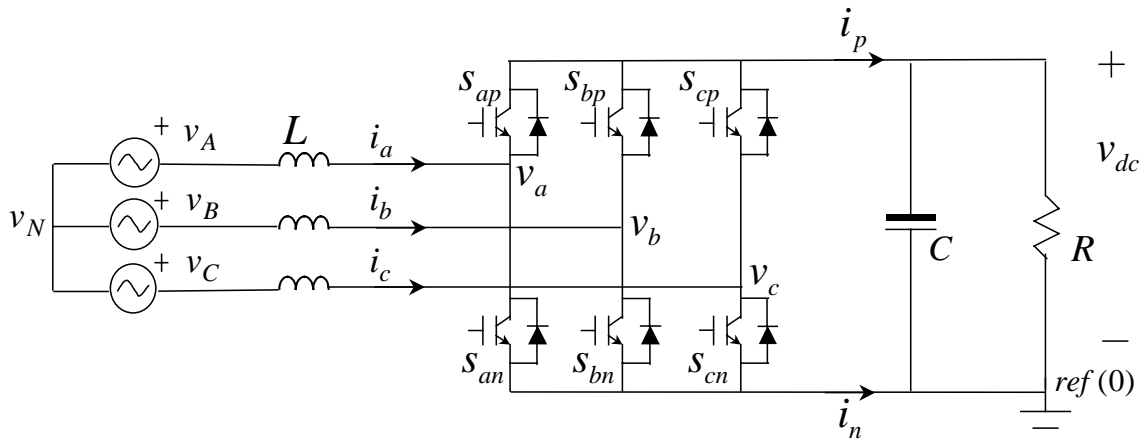 i_p
+
s_ap s_bp s_cp
+ v_A L i_a
v_a
v_dc
+ v_B i_b
v_N
v_b
C R
+ v_C i_c
v_c
s_an s_bn s_cn
−
ref (0)
i_n